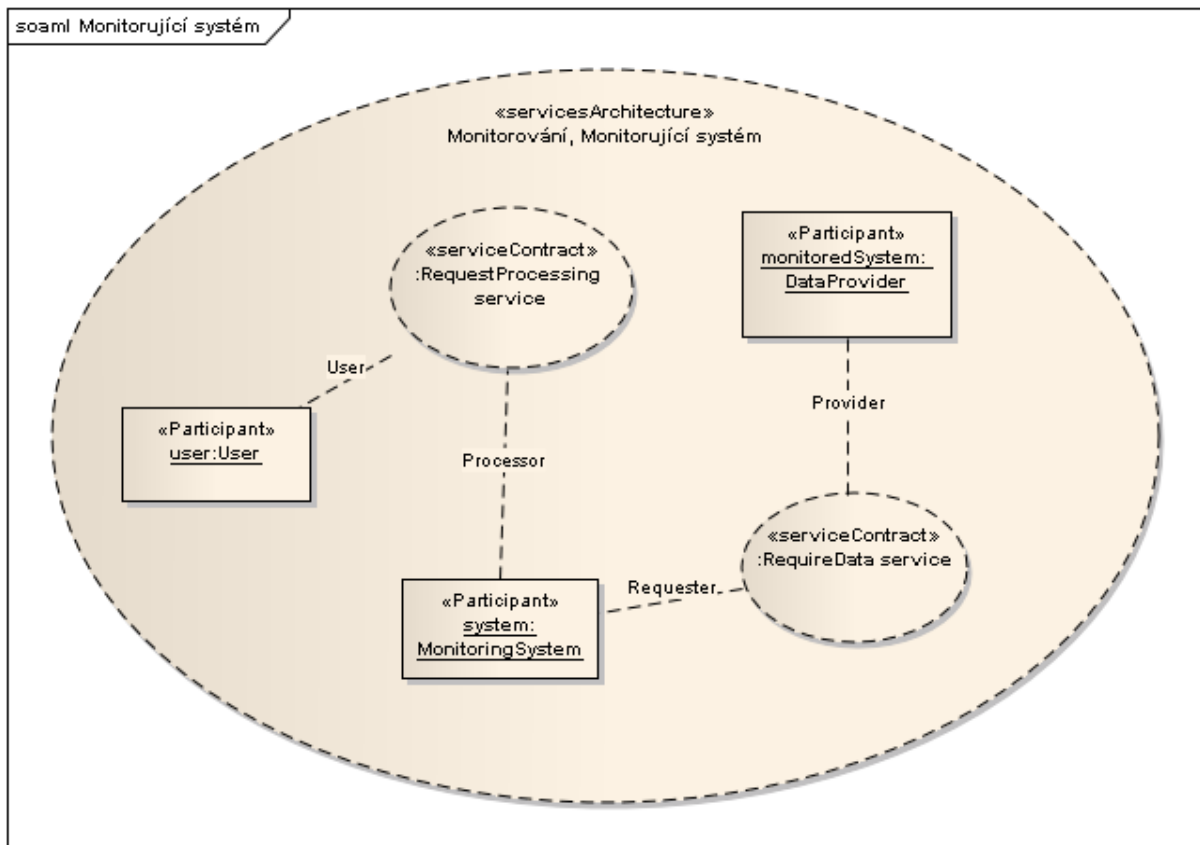 soaml Monitorující systém
«servicesArchitecture»
Monitorování, Monitorující systém
«serviceContract»
:RequestProcessing
service
«Participant»
monitoredSystem:
DataProvider
User
Provider
«Participant»
user:User
Processor
«serviceContract»
:RequireData service
Requester
«Participant»
system:
MonitoringSystem